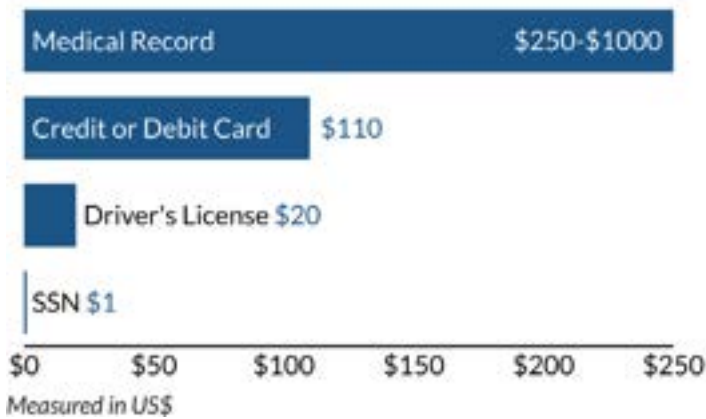 Medical Record $250-$1000
Credit or Debit Card $110
Driver's License $20
SSN $1
$0 $50 $100 $150 $200 $250
Measured in US$